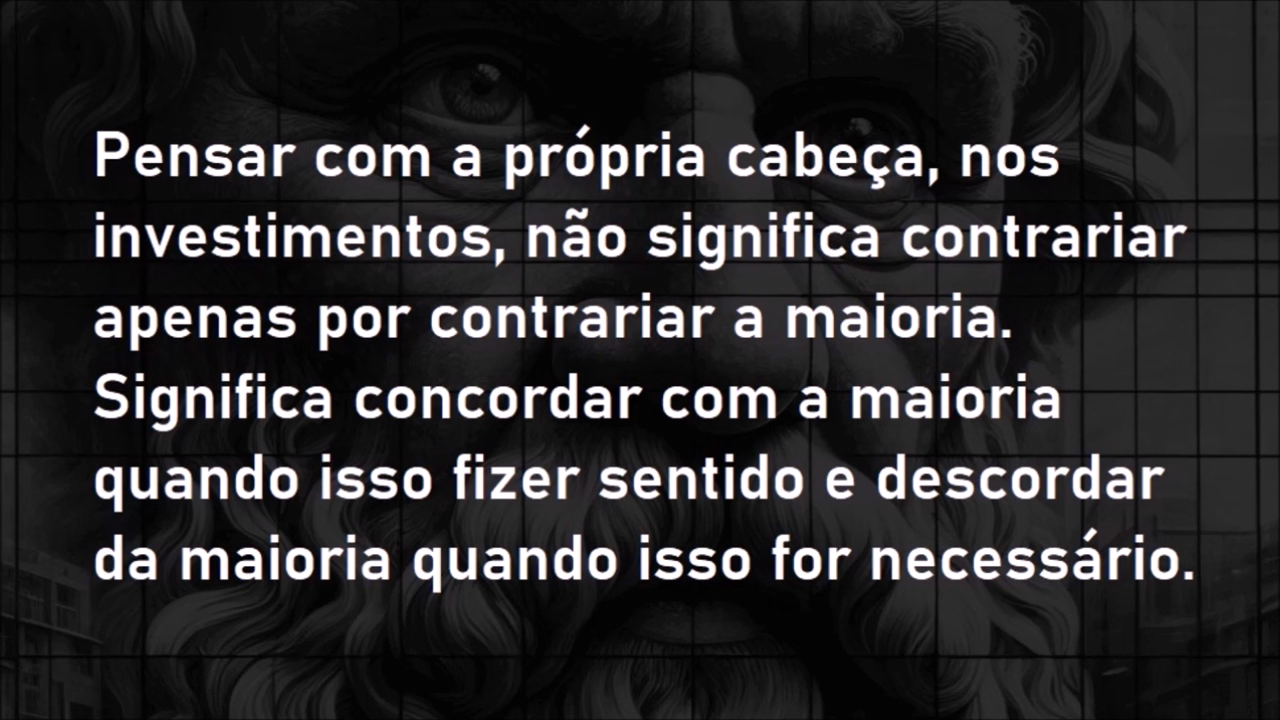 Pensar com a própria cabeça, nos
investimentos, não significa contrariar
apenas por contrariar a maioria.
Significa concordar com a maioria
quando isso fizer sentido e descordar
da maioria quando isso for necessário.